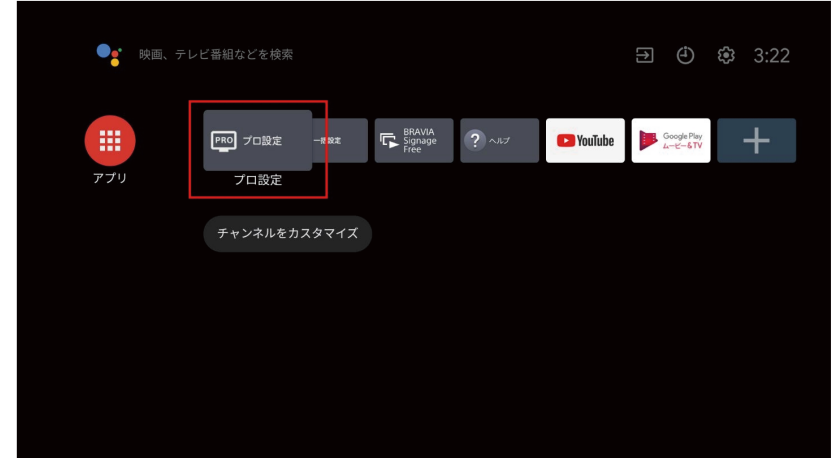 映画、テレビ番組などを検索
3:22
PRO プロ設定
設定
BRAVIA
Signage
Free
? ヘルプ
YouTube
Google Play
ムービー&TV
アプリ
プロ設定
チャンネルをカスタマイズ